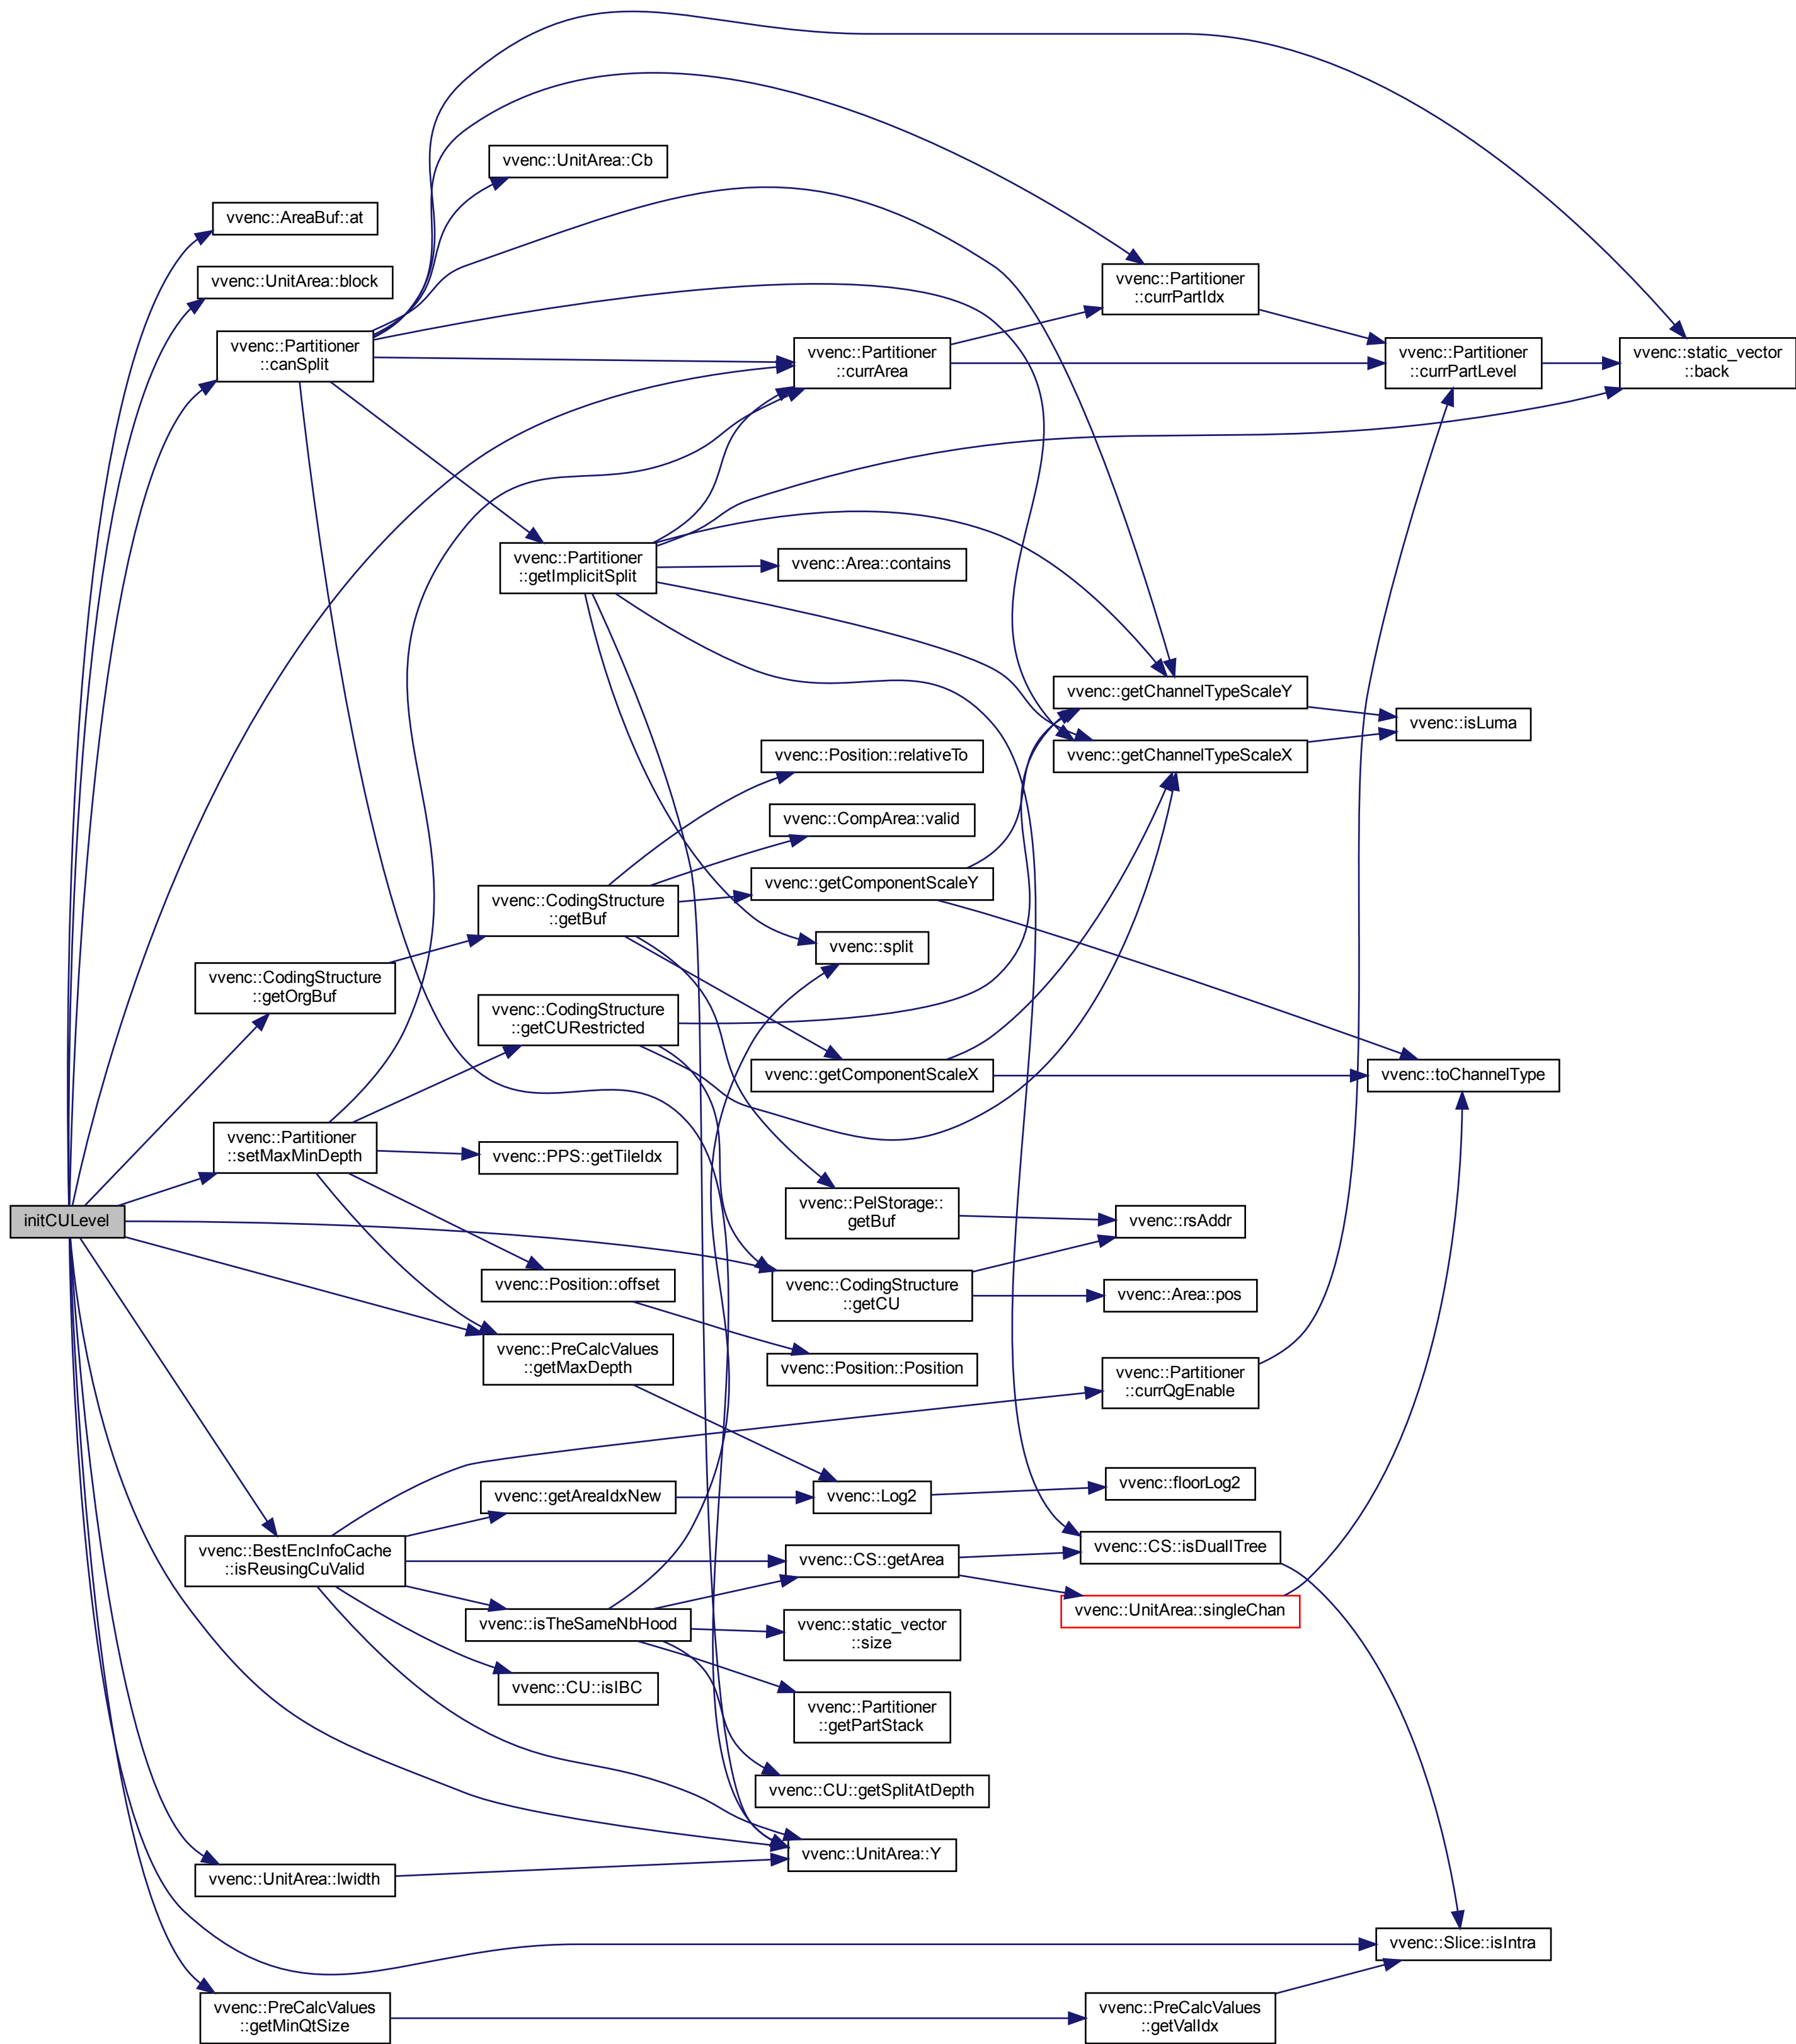 vvenc::UnitArea::Cb
vvenc::AreaBuf::at
vvenc::UnitArea::block
vvenc::Partitioner
::currPartIdx
vvenc::Partitioner
::canSplit
vvenc::Partitioner
::currArea
vvenc::Partitioner
::currPartLevel
vvenc::static_vector
::back
vvenc::Partitioner
::getImplicitSplit
vvenc::Area::contains
vvenc::getChannelTypeScaleY
vvenc::isLuma
vvenc::getChannelTypeScaleX
vvenc::Position::relativeTo
vvenc::CompArea::valid
vvenc::getComponentScaleY
vvenc::CodingStructure
::getBuf
vvenc::split
vvenc::CodingStructure
::getOrgBuf
vvenc::CodingStructure
::getCURestricted
vvenc::getComponentScaleX
vvenc::toChannelType
vvenc::Partitioner
::setMaxMinDepth
vvenc::PPS::getTileIdx
vvenc::PelStorage::
getBuf
vvenc::rsAddr
initCULevel
vvenc::Position::offset
vvenc::CodingStructure
::getCU
vvenc::Area::pos
vvenc::PreCalcValues
::getMaxDepth
vvenc::Position::Position
vvenc::Partitioner
::currQgEnable
vvenc::getAreaIdxNew
vvenc::Log2
vvenc::floorLog2
vvenc::BestEncInfoCache
::isReusingCuValid
vvenc::CS::getArea
vvenc::CS::isDualITree
vvenc::UnitArea::singleChan
vvenc::isTheSameNbHood
vvenc::static_vector
::size
vvenc::CU::isIBC
vvenc::Partitioner
::getPartStack
vvenc::CU::getSplitAtDepth
vvenc::UnitArea::Y
vvenc::UnitArea::lwidth
vvenc::Slice::isIntra
vvenc::PreCalcValues
::getMinQtSize
vvenc::PreCalcValues
::getValIdx